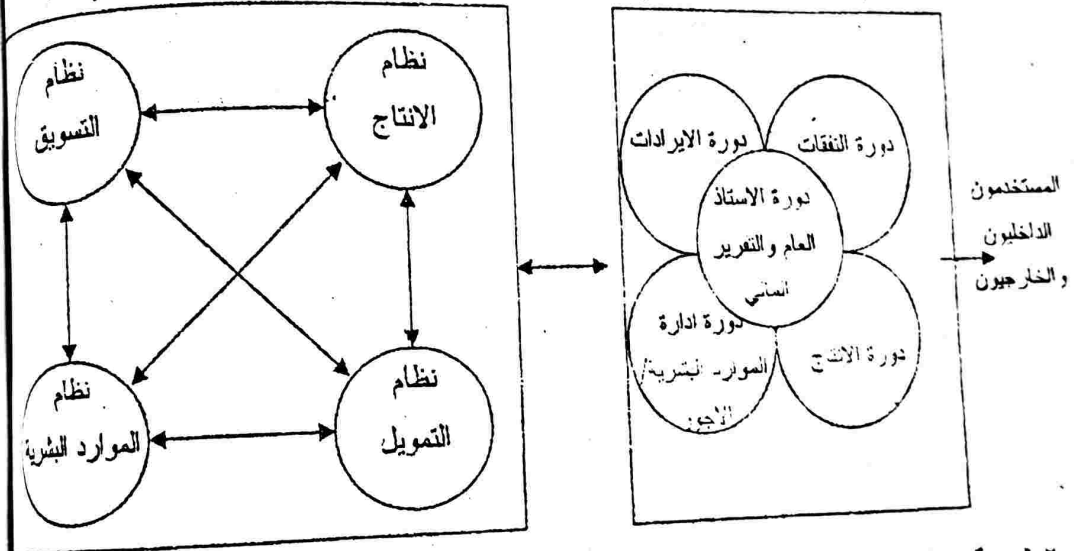 نظام
التسويق
نظام
الانتاج
نظام
الموارد البشرية
نظام
التمويل
دورة الايرادات
دورة النفقات
دورة الاستاذ
العام والتقرير
المالي
دورة ادارة
الموارد البشرية/
الاجور
دورة الانتاج
المستخدمون
الداخليون
والخارجيون